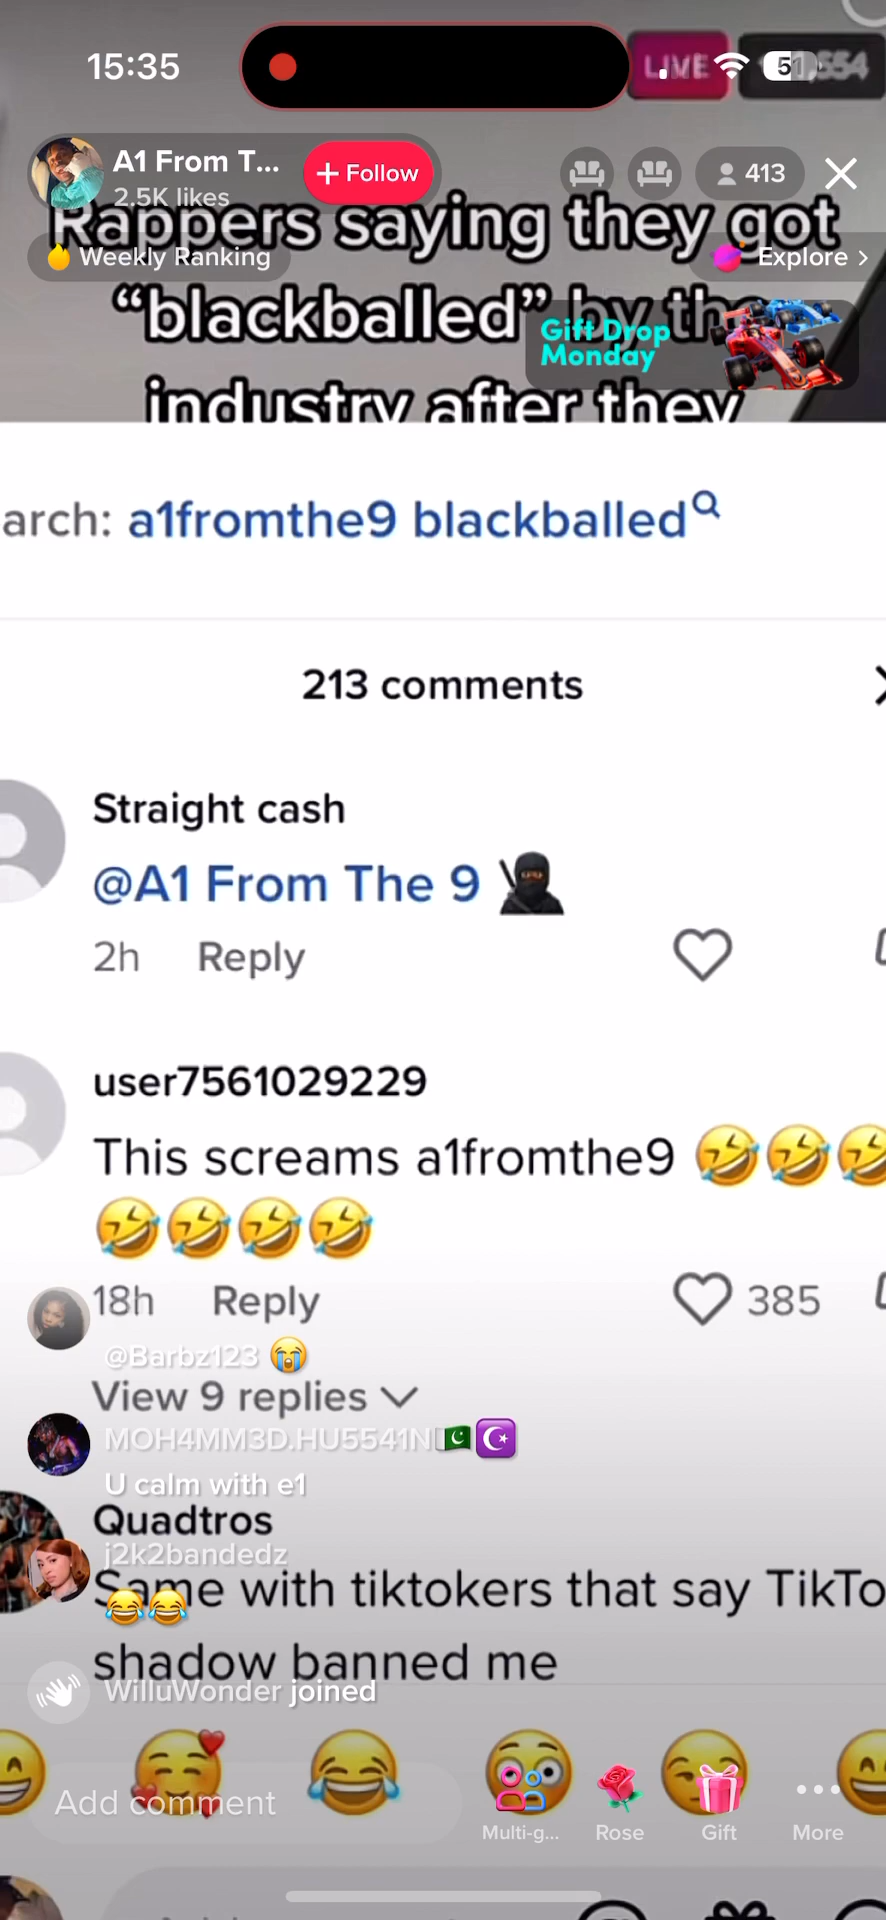 15:35
LIVE
51
,554
A1 From T...
+ Follow
413
2.5K likes
Rappers saying they got
Weekly Ranking
Explore >
“blackballed” by the
Gift Drop
Monday
industry after they
arch: a1fromthe9 blackballed
213 comments
Straight cash
@A1 From The 9 🥷🏿
2h Reply
user7561029229
This screams a1fromthe9 🤣🤣🤣
🤣🤣🤣🤣
18h Reply 385
@Barbz123 😭
View 9 replies
MOH4MM3D.HU5541N🇵🇰☪️
U calm with e1
Quadtros
j2k2bandedz
Same with tiktokers that say TikTo
😂😂
shadow banned me
WilluWonder joined
Add comment
Multi-g...
Rose
Gift
More